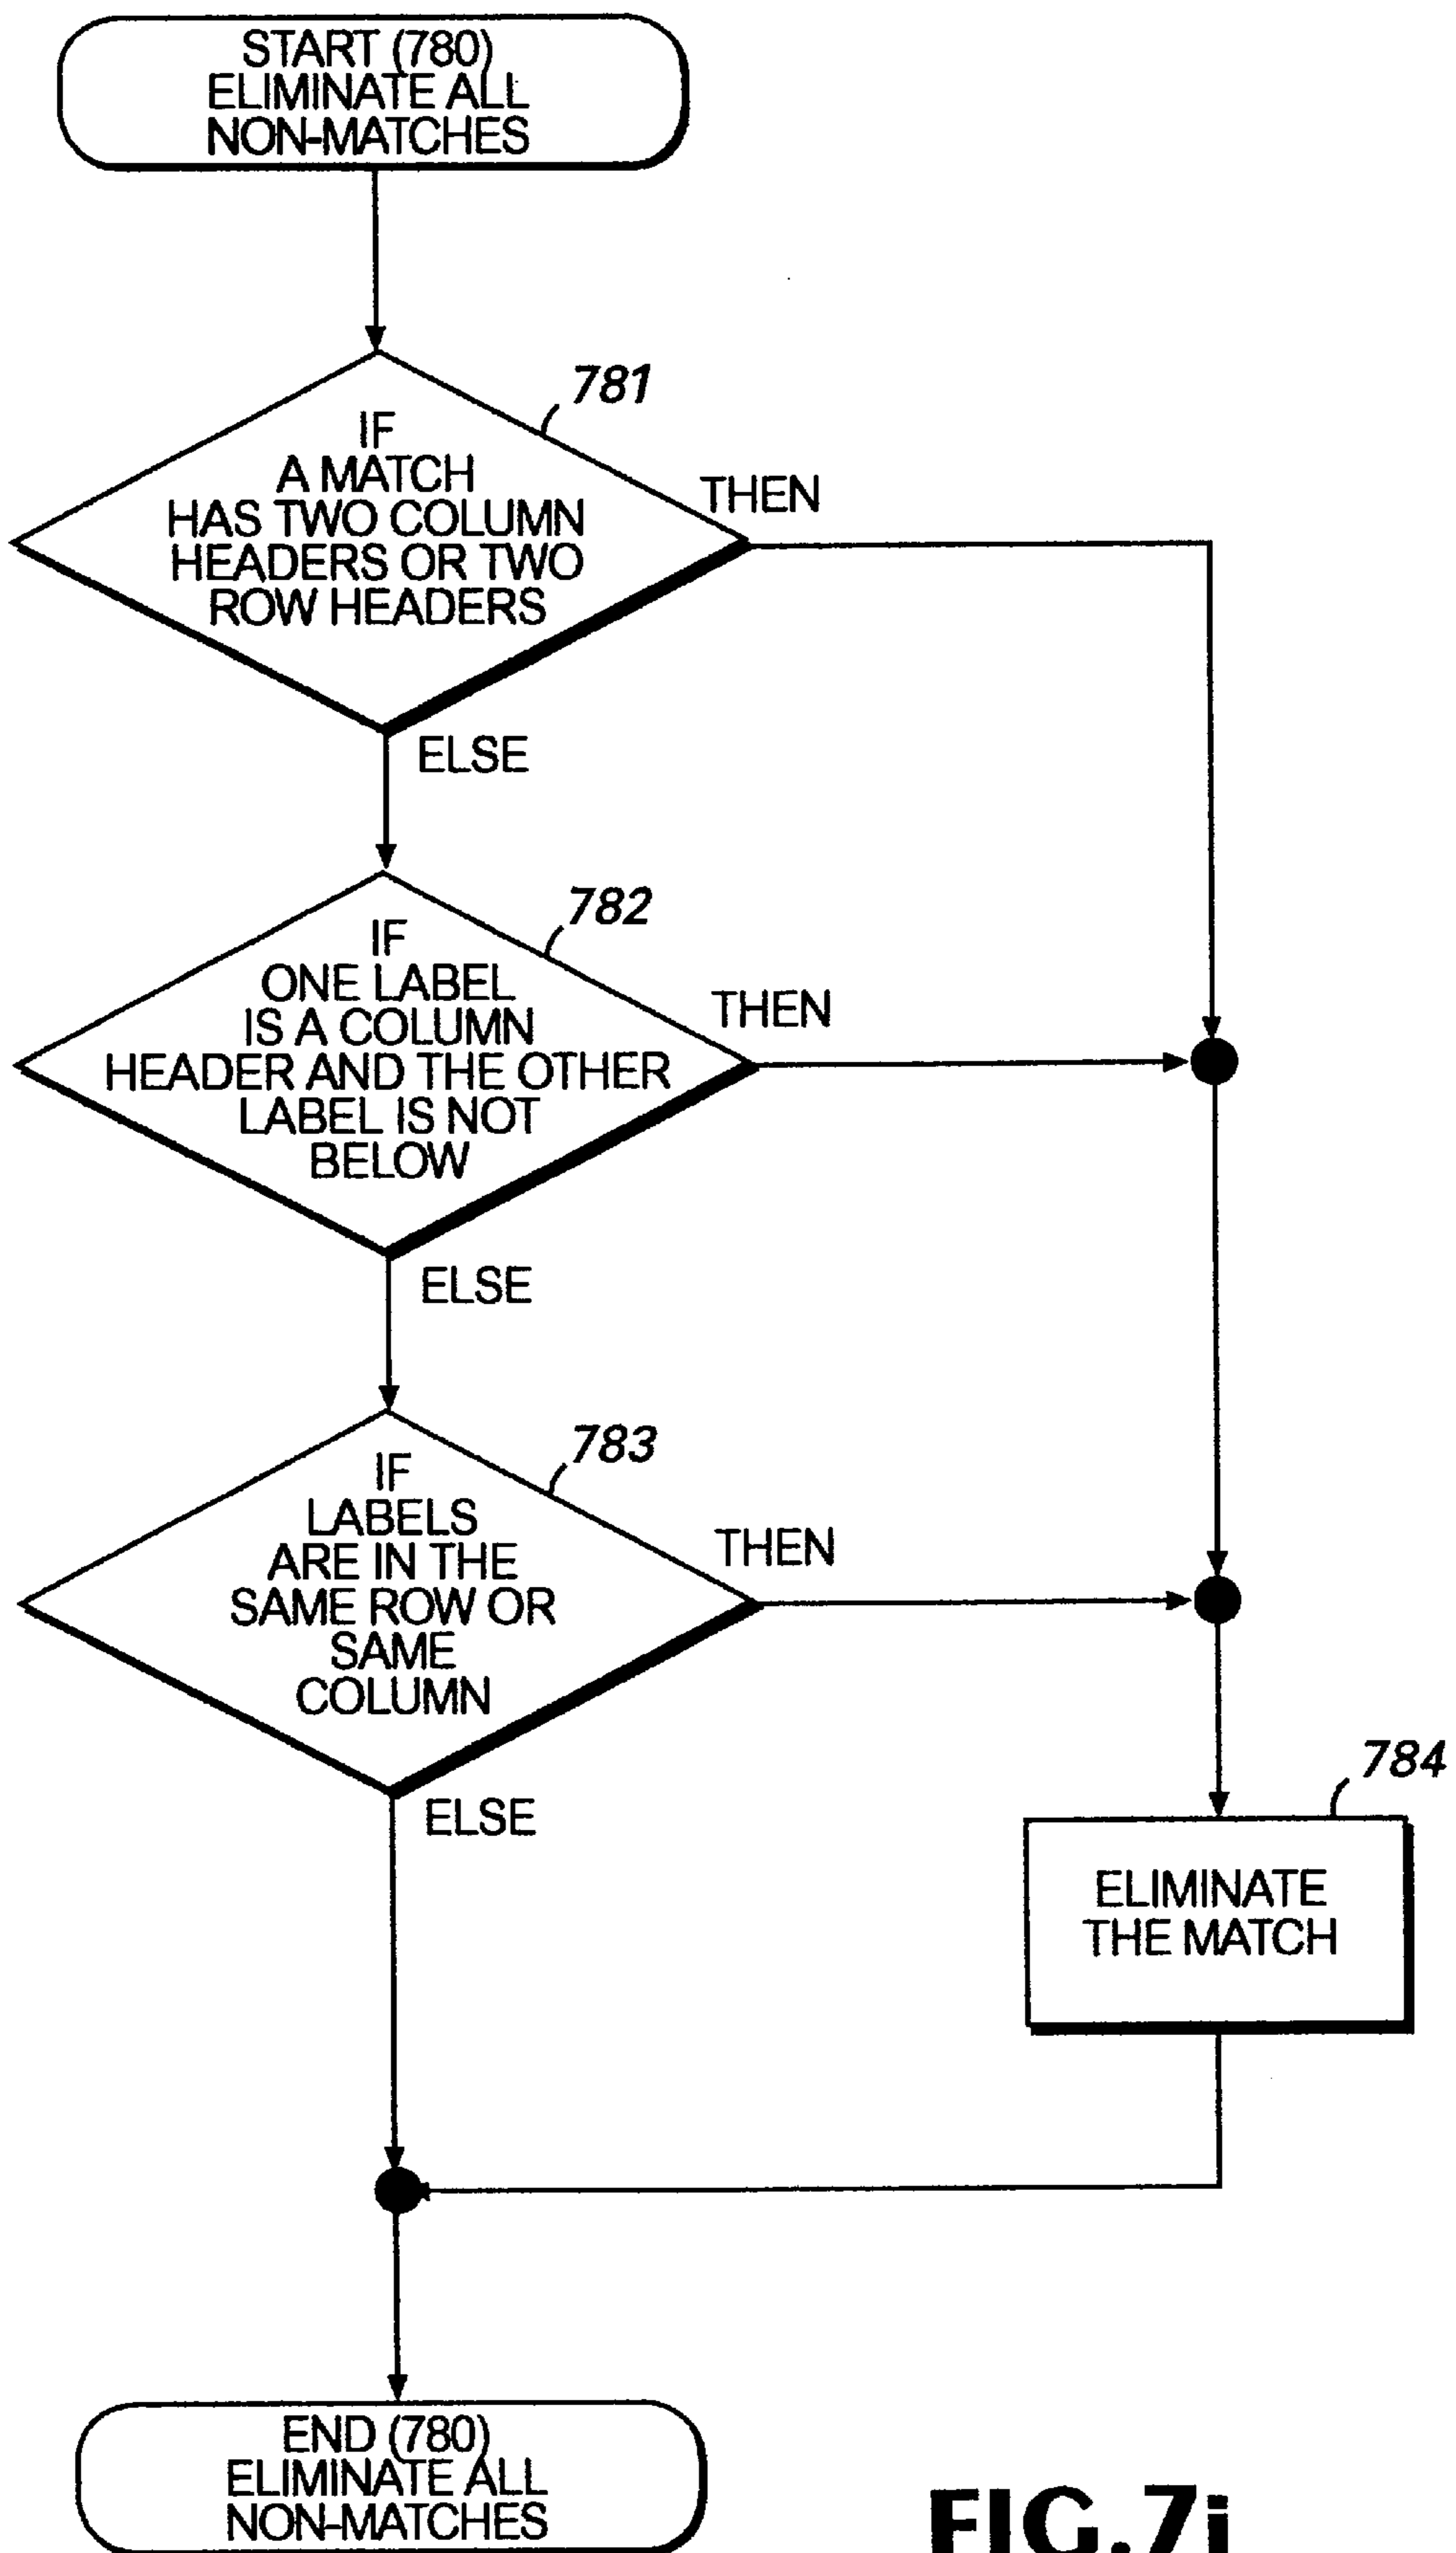 START (780)
ELIMINATE ALL
NON-MATCHES
781
IF
A MATCH
HAS TWO COLUMN
HEADERS OR TWO
ROW HEADERS
THEN
ELSE
782
IF
ONE LABEL
IS A COLUMN
HEADER AND THE OTHER
LABEL IS NOT
BELOW
THEN
ELSE
783
IF
LABELS
ARE IN THE
SAME ROW OR
SAME
COLUMN
THEN
ELSE
784
ELIMINATE
THE MATCH
END (780)
ELIMINATE ALL
NON-MATCHES
FIG.7i